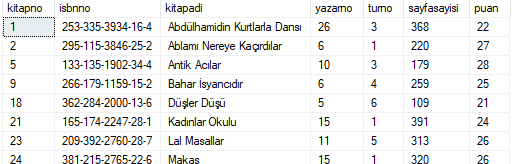 kitapno isbnno kitapadi yazarno turno sayfasayisi puan
1 253-335-3934-16-4 Abdülhamidin Kurtlarla Dansı 26 3 368 22
2 295-115-3846-25-2 Ablamı Nereye Kaçırdılar 6 1 220 27
5 133-135-1902-34-4 Antik Acılar 10 3 179 28
9 266-179-1159-15-2 Bahar İsyancıdır 6 4 259 25
18 362-284-2000-13-6 Düşler Düşü 5 6 109 21
21 165-174-2247-28-1 Kadınlar Okulu 15 1 391 24
23 209-392-2760-28-7 Lal Masallar 11 5 313 26
24 381-215-2765-22-6 Makas 15 1 320 26